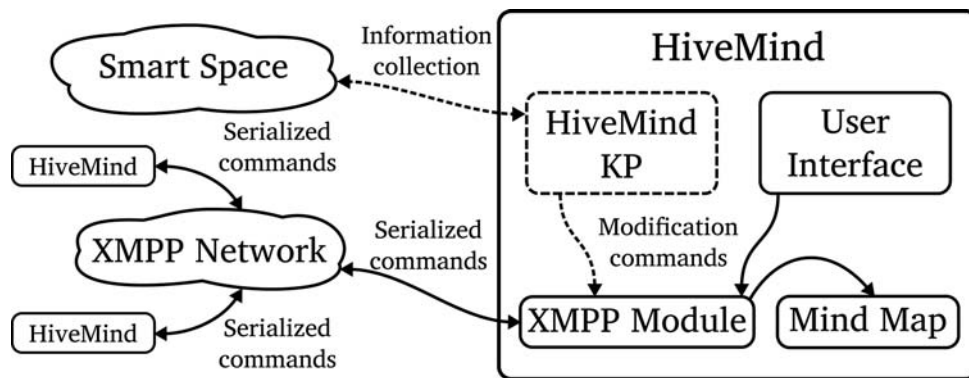 Smart Space
Information
collection
HiveMind
HiveMind
KP
User
Interface
Serialized
commands
HiveMind
XMPP Network
Serialized
commands
Modification
commands
HiveMind
Serialized
commands
XMPP Module
Mind Map